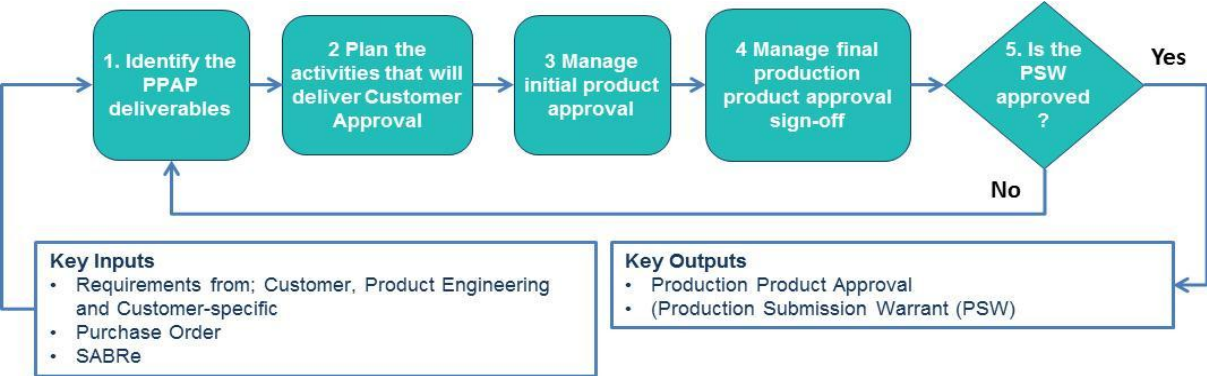 1. Identify the
PPAP
deliverables
2 Plan the
activities that will
deliver Customer
Approval
3 Manage
initial product
approval
4 Manage final
production
product approval
sign-off
5. Is the
PSW
approved
?
Yes
No
Key Inputs
• Requirements from; Customer, Product Engineering
and Customer-specific
• Purchase Order
• SABRe
Key Outputs
• Production Product Approval
• (Production Submission Warrant (PSW)